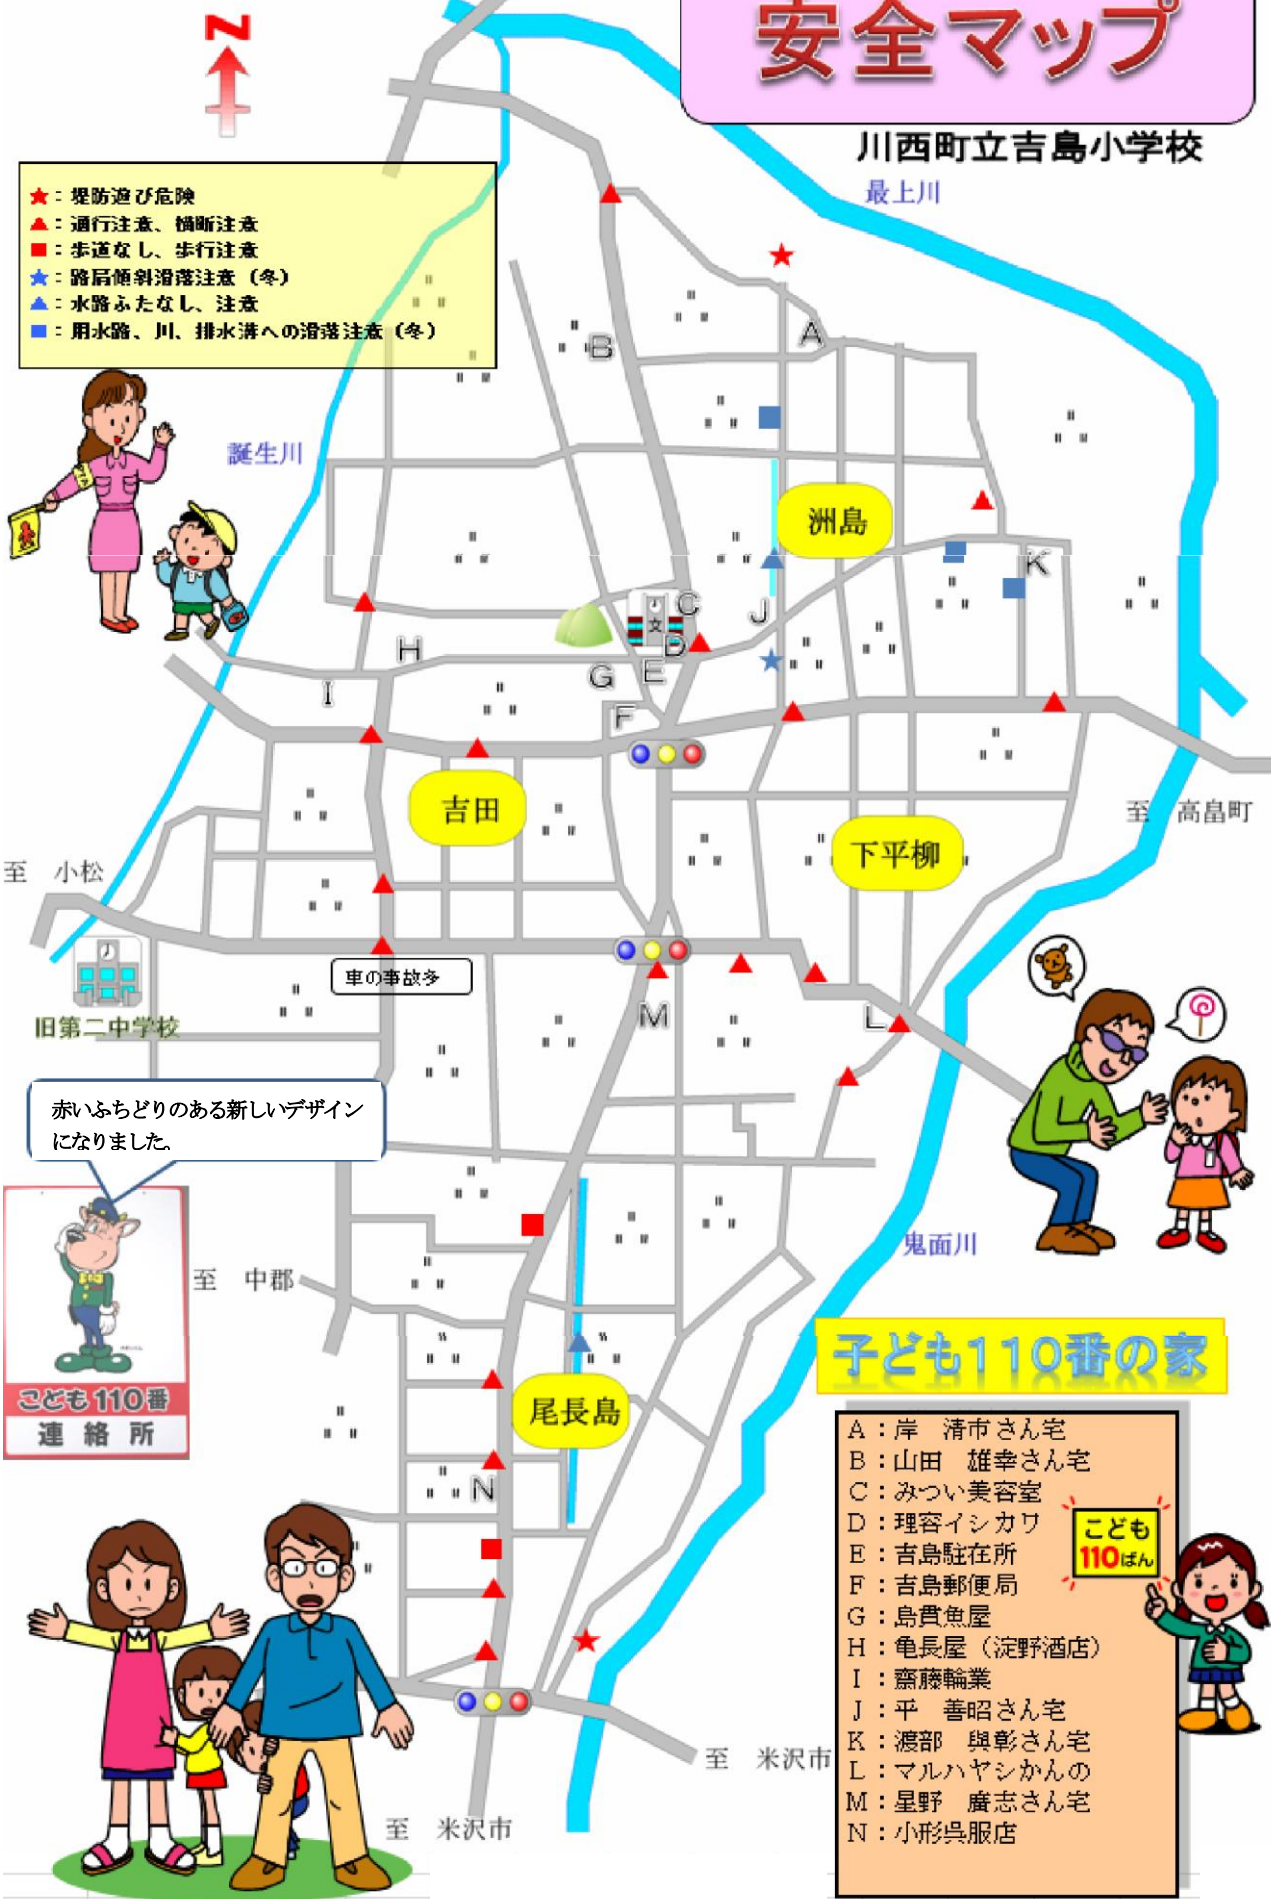 安全マップ
川西町立吉島小学校
N
★：堤防遊び危険
▲：通行注意、横断注意
■：歩道なし、歩行注意
★：路肩傾斜滑落注意（冬）
▲：水路ふたなし、注意
■：用水路、川、排水溝への滑落注意（冬）
最上川
A
B
誕生川
洲島
K
C
文
J
D
H
E
G
I
F
吉田
至　高畠町
下平柳
至　小松
車の事故多
旧第二中学校
M
L
赤いふちどりのある新しいデザイン
になりました。
鬼面川
至　中郡
こども110番
連絡所
尾長島
N
至　米沢市
至　米沢市
子ども110番の家
A：岸　清市さん宅
B：山田　雄幸さん宅
C：みつい美容室
D：理容イシカワ
E：吉島駐在所
F：吉島郵便局
G：島貫魚屋
H：亀長屋（淀野酒店）
I：齋藤輪業
J：平　善昭さん宅
K：渡部　與彰さん宅
L：マルハヤシかんの
M：星野　廣志さん宅
N：小形呉服店
こども
110ばん